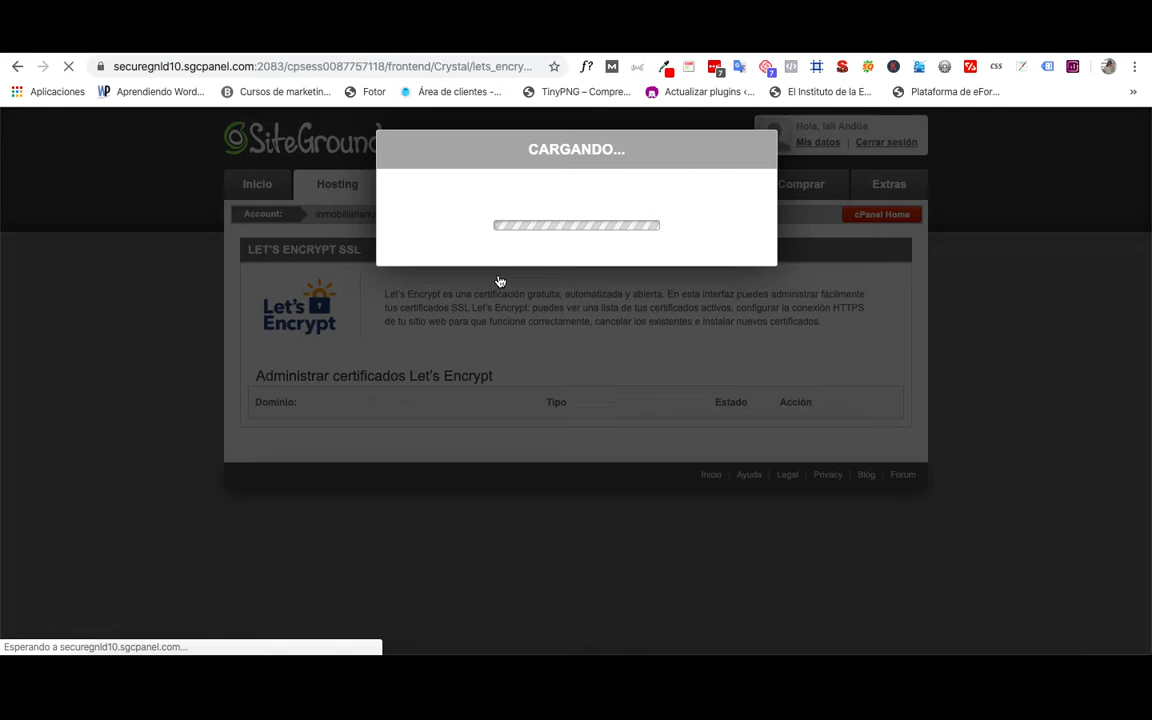 securegnld10.sgcpanel.com:2083/cpsess0087757118/frontend/Crystal/lets_encry...
Aplicaciones
Aprendiendo Word...
Cursos de marketin...
Fotor
Área de clientes -...
TinyPNG – Compre...
Actualizar plugins ‹...
El Instituto de la E...
Plataforma de eFor...
»
SiteGround
Hola, lali Andúa
Mis datos | Cerrar sesión
CARGANDO...
Inicio
Hosting
Comprar
Extras
Account:
cPanel Home
LET'S ENCRYPT SSL
Let's Encrypt
Let's Encrypt es una certificación gratuita, automatizada y abierta. En esta interfaz puedes administrar fácilmente
tus certificados SSL Let's Encrypt: puedes ver una lista de tus certificados activos, configurar la conexión HTTPS
de tu sitio web para que funcione correctamente, cancelar los existentes e instalar nuevos certificados.
Administrar certificados Let's Encrypt
Dominio: Tipo Estado Acción
Inicio | Ayuda | Legal | Privacy | Blog | Forum
Esperando a securegnld10.sgcpanel.com...